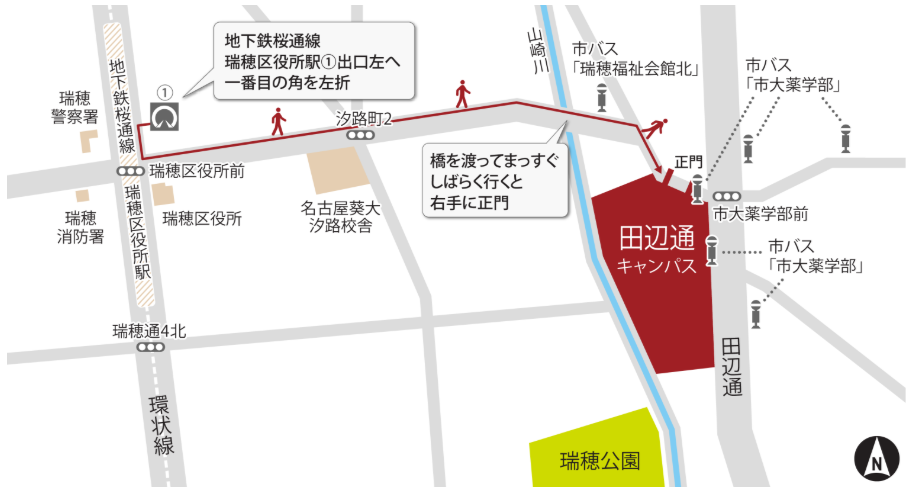 地下鉄桜通線
瑞穂区役所駅①出口左へ
一番目の角を左折
①
地下鉄桜通線
瑞穂
警察署
瑞穂区役所前
瑞穂
消防署
瑞穂区役所
瑞穂区役所駅
瑞穂通4北
環状線
汐路町2
名古屋葵大
汐路校舎
山崎川
市バス
「瑞穂福祉会館北」
市バス
「市大薬学部」
橋を渡ってまっすぐ
しばらく行くと
右手に正門
正門
市大薬学部前
田辺通
キャンパス
市バス
「市大薬学部」
田辺通
瑞穂公園
N